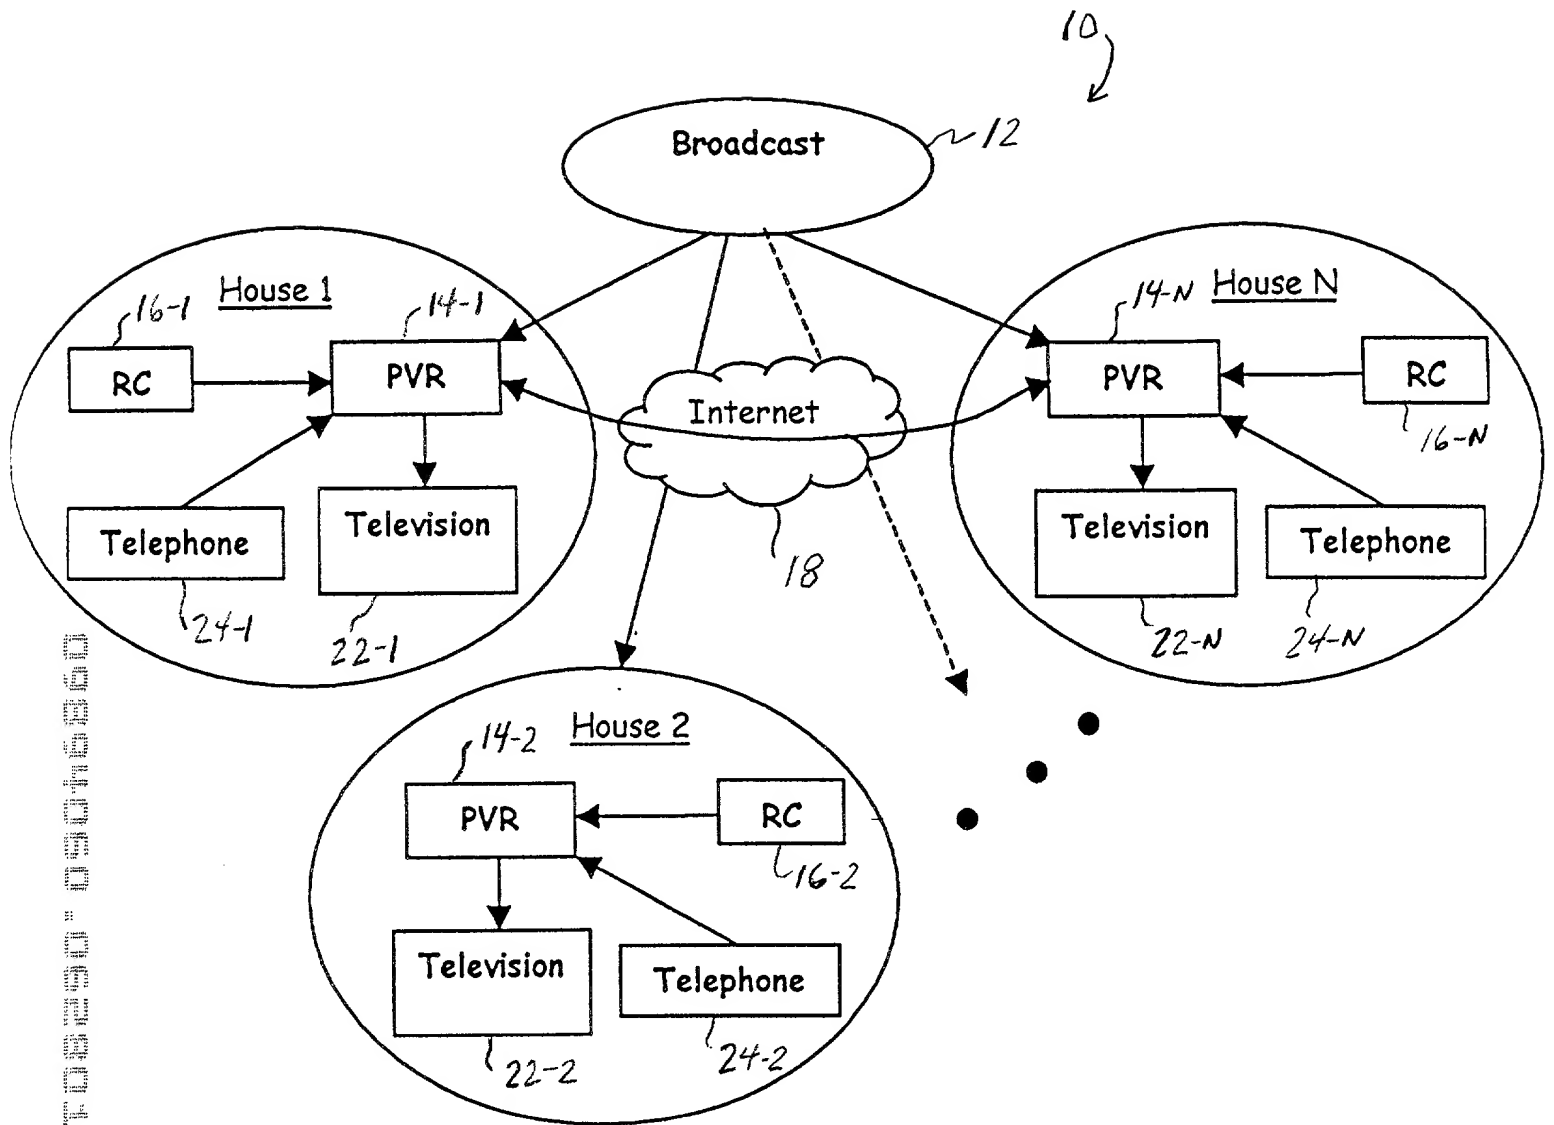 10
Broadcast
12
House 1
16-1
14-1
RC
PVR
Telephone
Television
24-1
22-1
Internet
18
House N
14-N
PVR
RC
16-N
Television
Telephone
22-N
24-N
House 2
14-2
PVR
RC
16-2
Television
Telephone
22-2
24-2